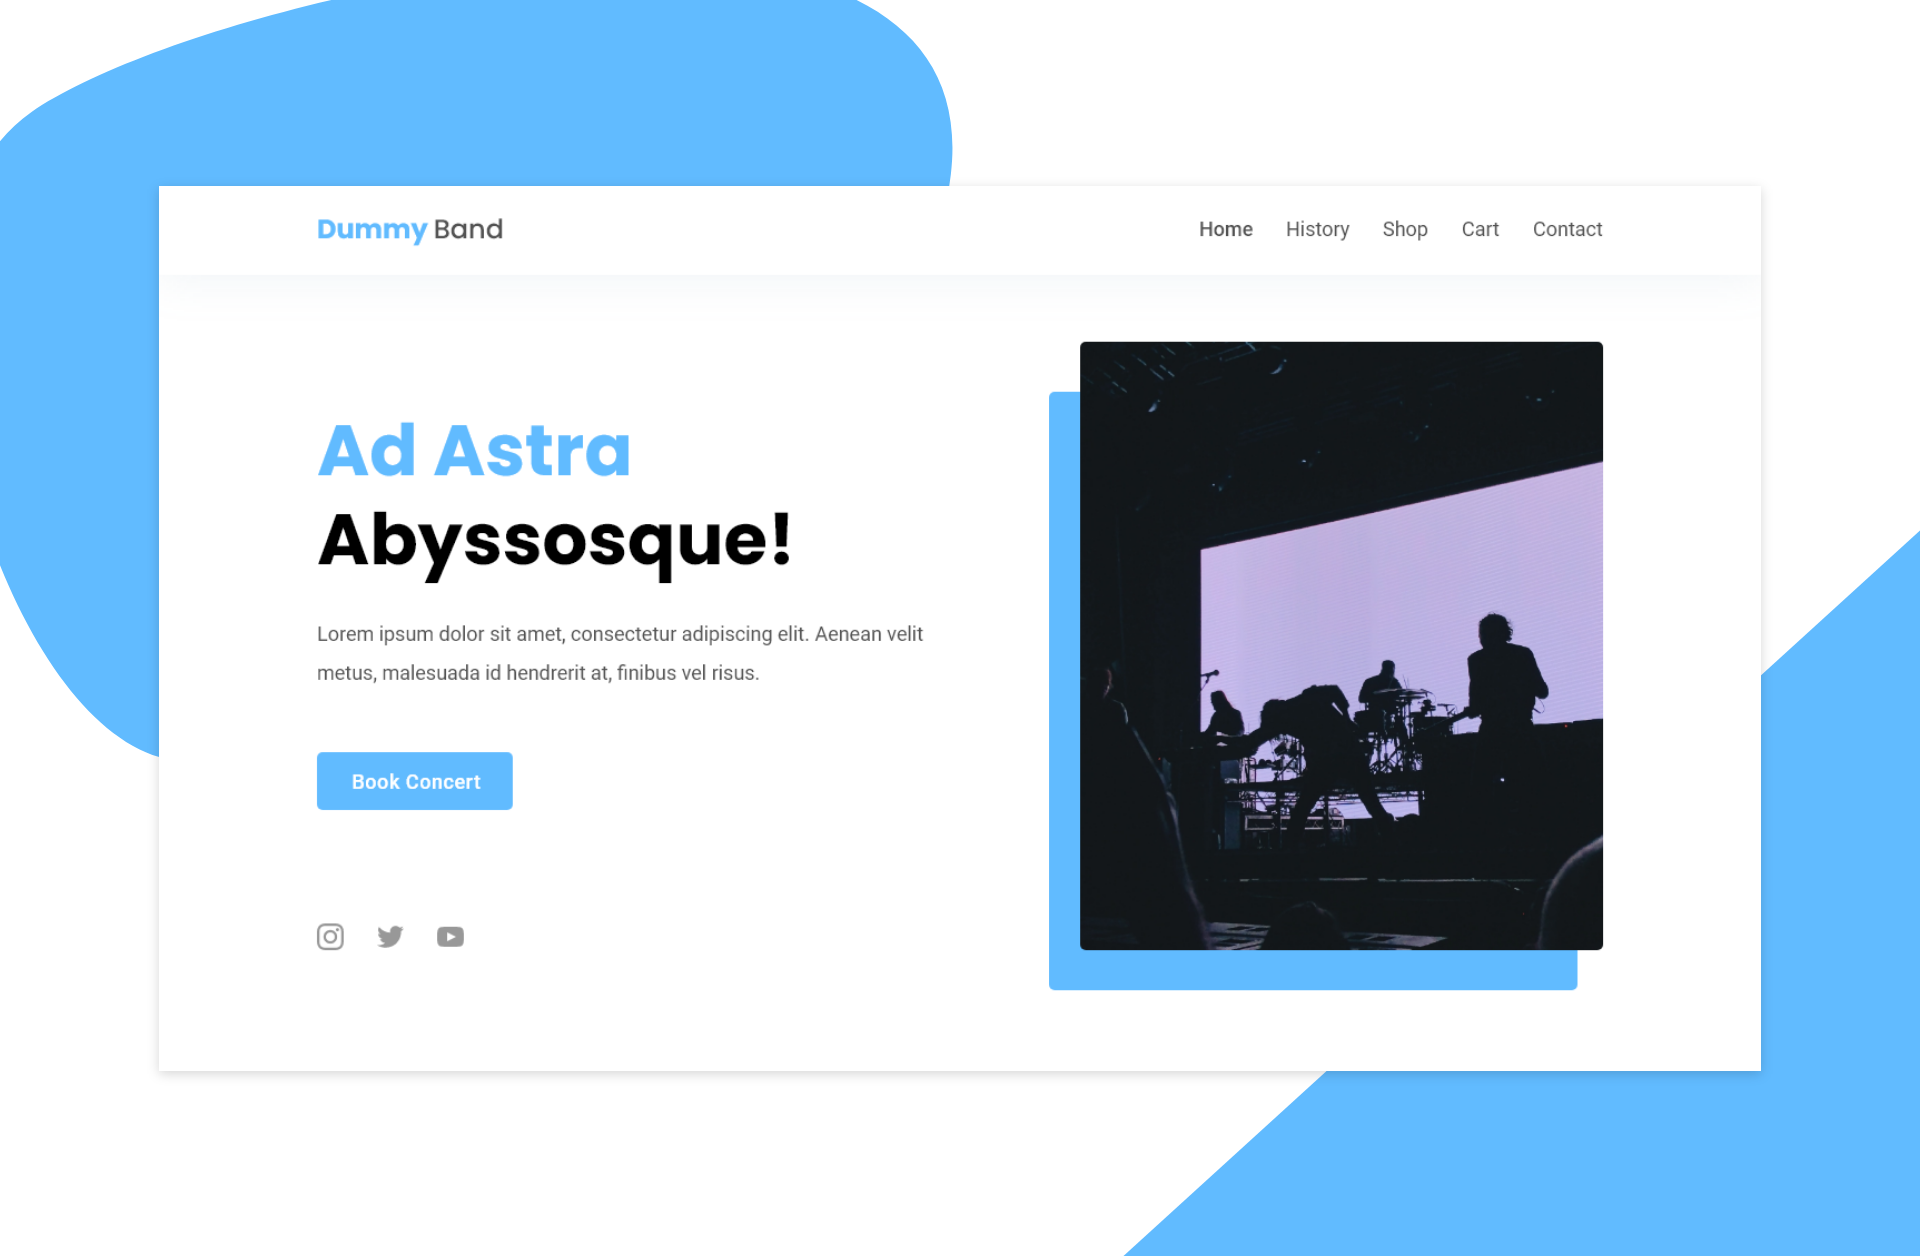 Dummy Band
Home History Shop Cart Contact
Ad Astra
Abyssosque!
Lorem ipsum dolor sit amet, consectetur adipiscing elit. Aenean velit
metus, malesuada id hendrerit at, finibus vel risus.
Book Concert